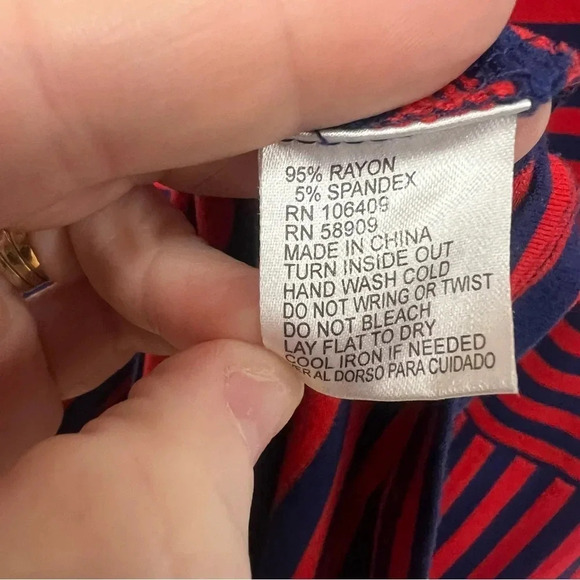 95% RAYON
5% SPANDEX
RN 106409
RN 58909
MADE IN CHINA
TURN INSIDE OUT
HAND WASH COLD
DO NOT WRING OR TWIST
DO NOT BLEACH
LAY FLAT TO DRY
COOL IRON IF NEEDED
AL DORSO PARA CUIDADO